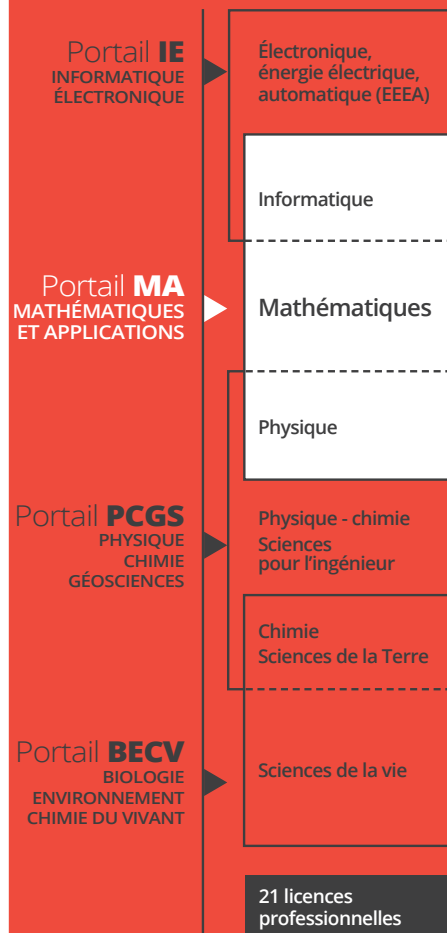 Portail IE
INFORMATIQUE
ÉLECTRONIQUE
Électronique,
énergie électrique,
automatique (EEEA)
Informatique
Portail MA
MATHÉMATIQUES
ET APPLICATIONS
Mathématiques
Physique
Portail PCGS
PHYSIQUE
CHIMIE
GÉOSCIENCES
Physique - chimie
Sciences
pour l'ingénieur
Chimie
Sciences de la Terre
Portail BECV
BIOLOGIE
ENVIRONNEMENT
CHIMIE DU VIVANT
Sciences de la vie
21 licences
professionnelles